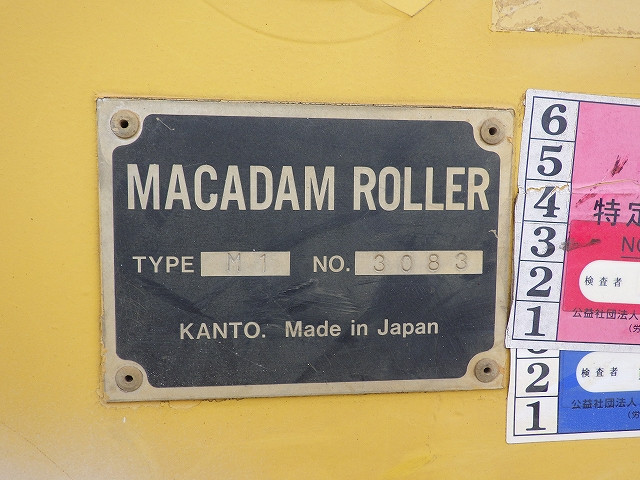 MACADAM ROLLER
TYPE M1 NO. 3083
KANTO. Made in Japan
6
5
4
3
2
1
特定
NO
検査者
公益社団法人
(労
2
1
検査者
公益社団法人
(労